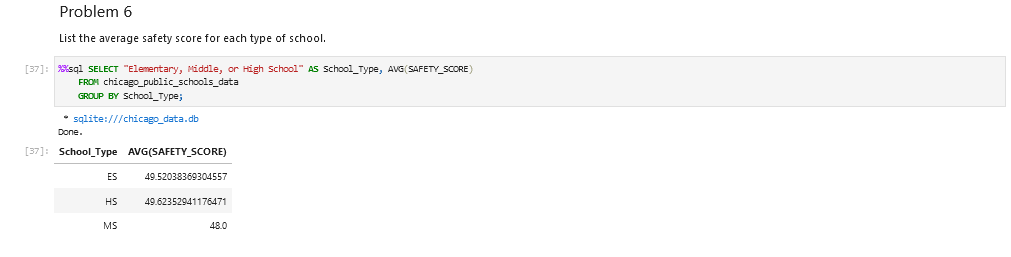 Problem 6
List the average safety score for each type of school.
[37]: %%sql SELECT "Elementary, Middle, or High School" AS School_Type, AVG(SAFETY_SCORE)
FROM chicago_public_schools_data
GROUP BY School_Type;
* sqlite:///chicago_data.db
Done.
[37]: School_Type AVG(SAFETY_SCORE)
ES 49.52038369304557
HS 49.62352941176471
MS 48.0